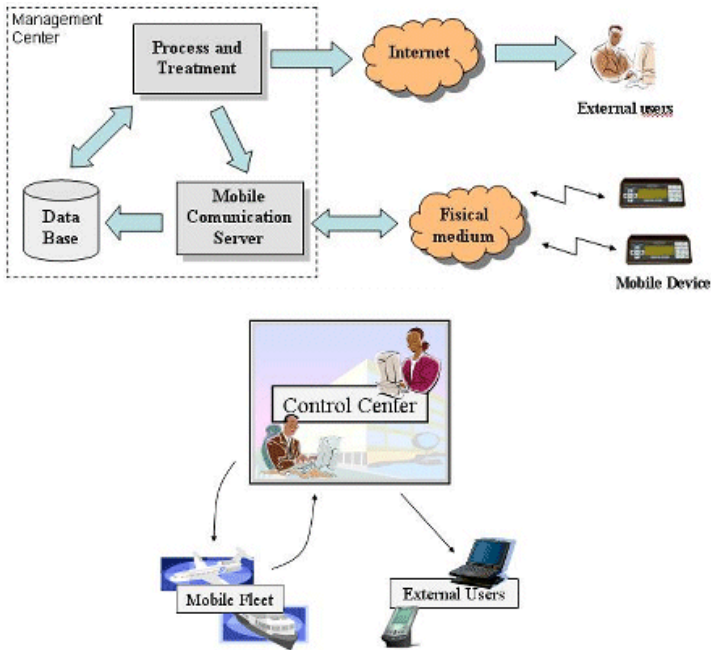 Management
Center
Process and
Treatment
Internet
External users
Data
Base
Mobile
Comunication
Server
Fisical
medium
Mobile Device
Control Center
Mobile Fleet
External Users